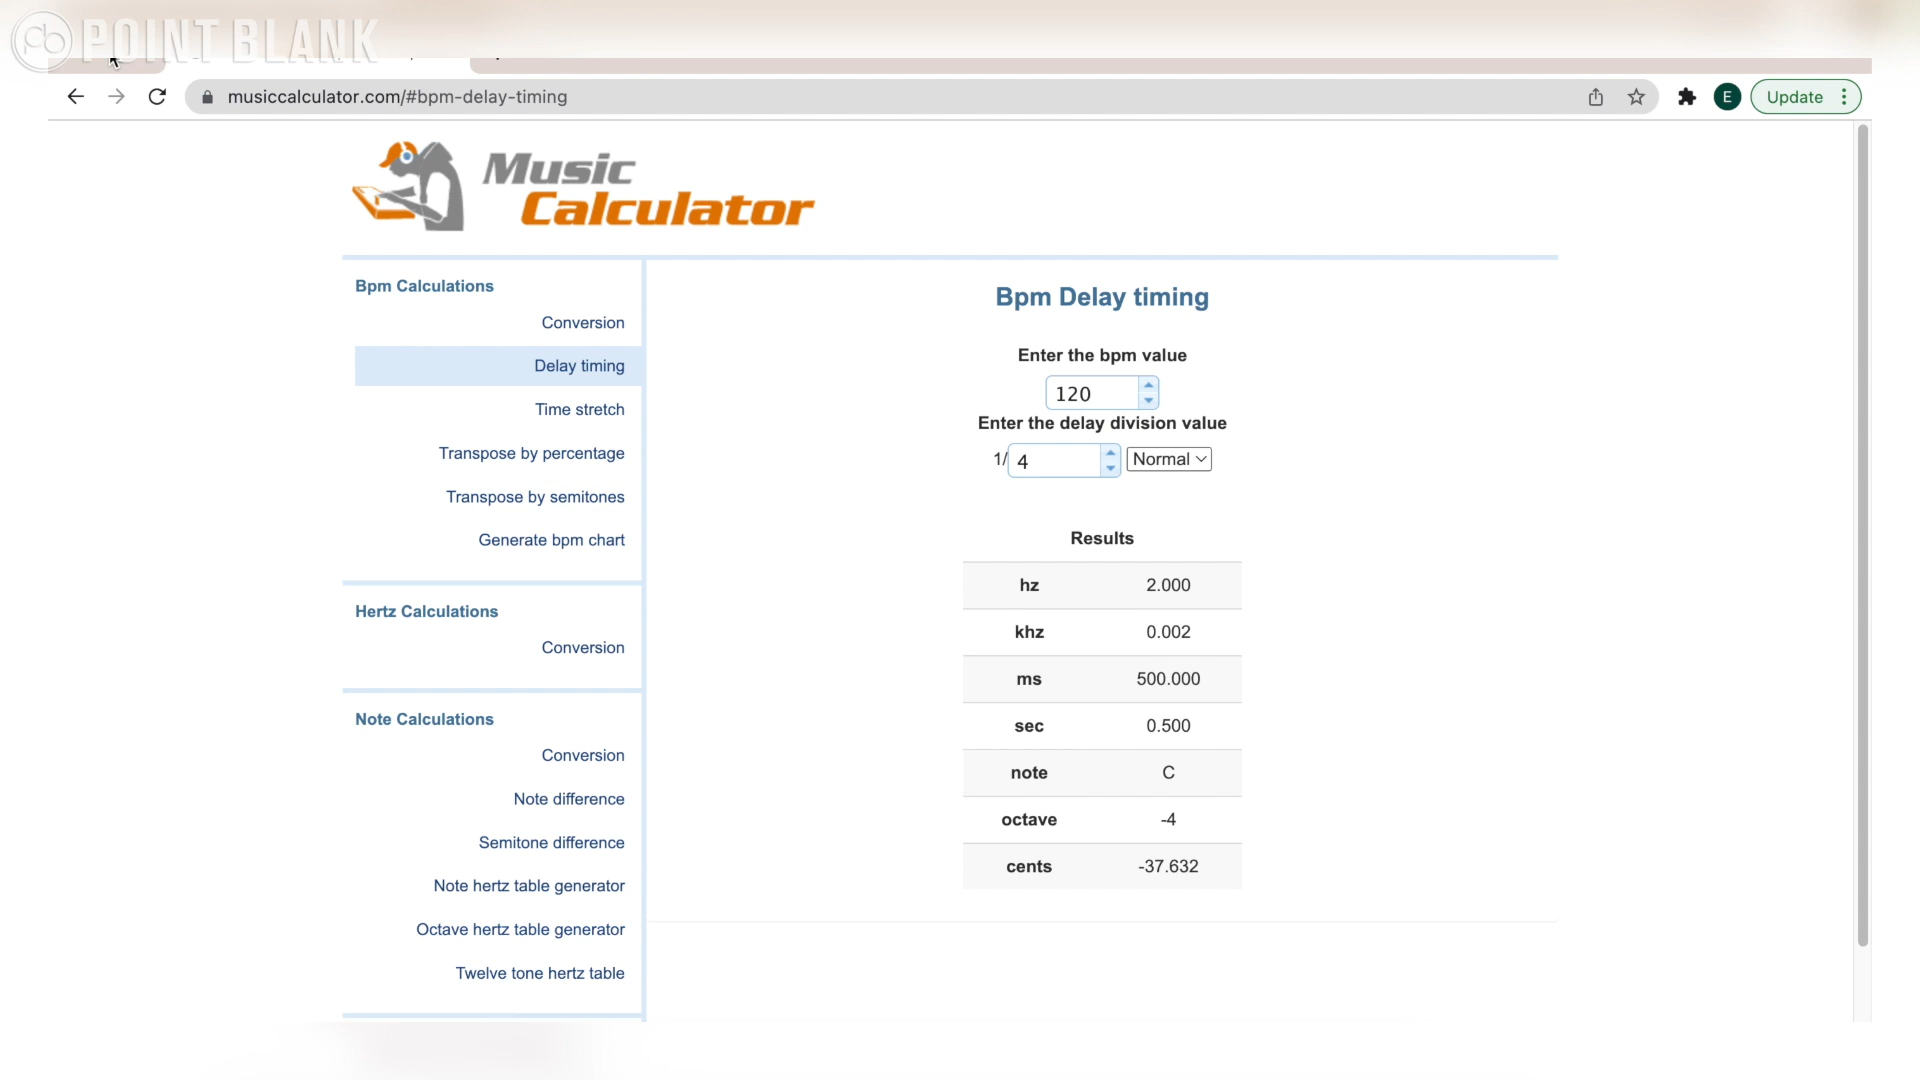 POINT BLANK
musiccalculator.com/#bpm-delay-timing
E
Update
Music
Calculator
Bpm Calculations
Conversion
Delay timing
Time stretch
Transpose by percentage
Transpose by semitones
Generate bpm chart
Hertz Calculations
Conversion
Note Calculations
Conversion
Note difference
Semitone difference
Note hertz table generator
Octave hertz table generator
Twelve tone hertz table
Bpm Delay timing
Enter the bpm value
120
Enter the delay division value
1/ 4 Normal
Results
hz 2.000
khz 0.002
ms 500.000
sec 0.500
note C
octave -4
cents -37.632